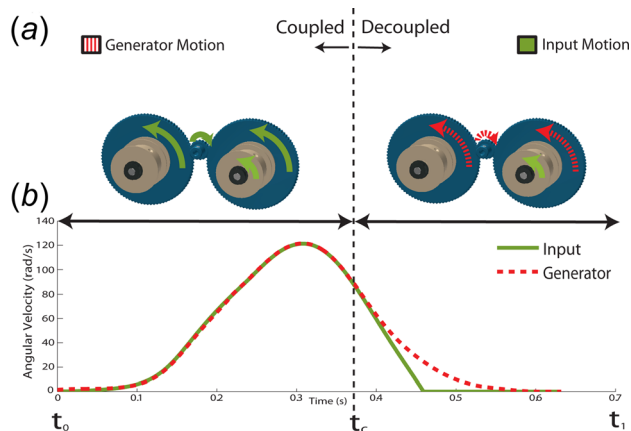 (a)
Coupled
Decoupled
Generator Motion
Input Motion
(b)
140
120
100
80
60
40
20
0
Angular Velocity (rad/s)
Input
Generator
0
0.1
0.2
0.3
Time (s)
0.4
0.5
0.6
0.7
t₀
t꜀
t₁